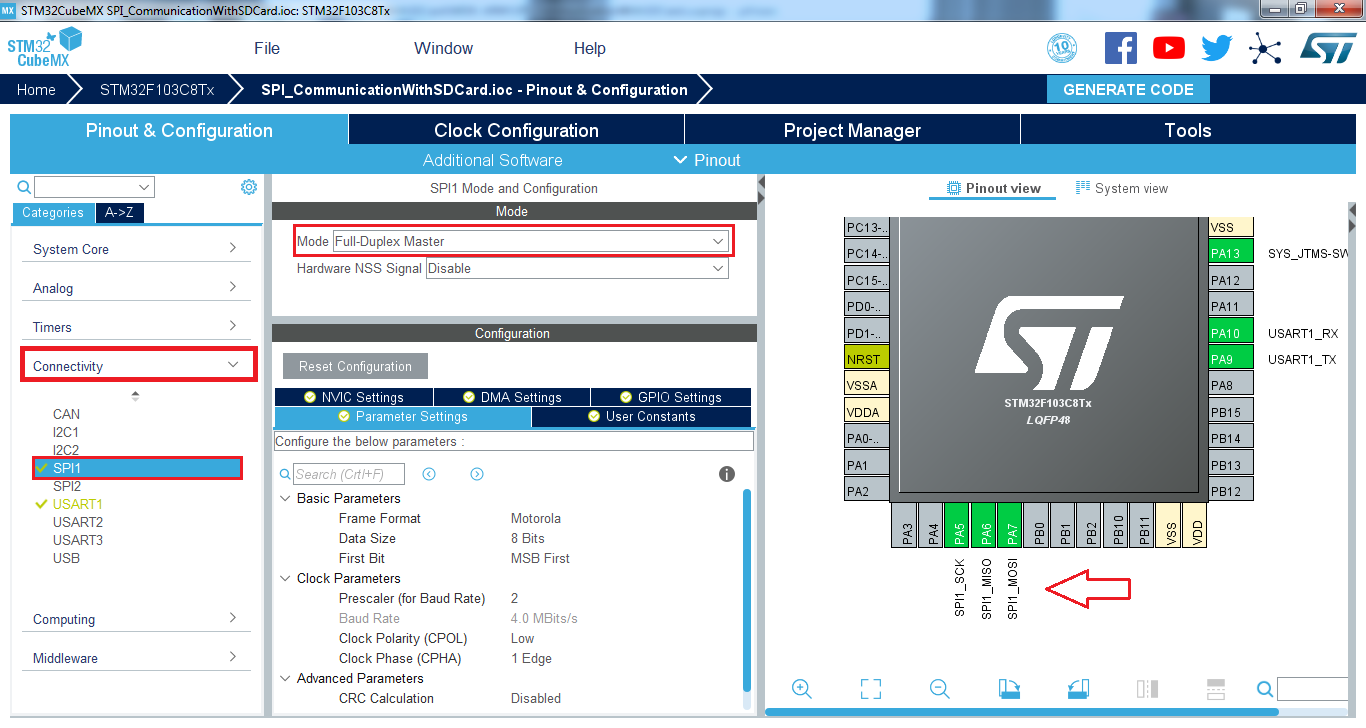 MX STM32CubeMX SPI_CommunicationWithSDCard.ioc: STM32F103C8Tx
STM32
CubeMX
File Window Help
10
Home STM32F103C8Tx SPI_CommunicationWithSDCard.ioc - Pinout & Configuration GENERATE CODE
Pinout & Configuration Clock Configuration Project Manager Tools
Additional Software Pinout
Categories A->Z
System Core
Analog
Timers
Connectivity
CAN
I2C1
I2C2
SPI1
SPI2
USART1
USART2
USART3
USB
Computing
Middleware
SPI1 Mode and Configuration
Mode
Mode Full-Duplex Master
Hardware NSS Signal Disable
Configuration
Reset Configuration
NVIC Settings DMA Settings GPIO Settings
Parameter Settings User Constants
Configure the below parameters :
Search (Crtl+F)
Basic Parameters
Frame Format Motorola
Data Size 8 Bits
First Bit MSB First
Clock Parameters
Prescaler (for Baud Rate) 2
Baud Rate 4.0 MBits/s
Clock Polarity (CPOL) Low
Clock Phase (CPHA) 1 Edge
Advanced Parameters
CRC Calculation Disabled
Pinout view System view
PC13-..
PC14-..
PC15-..
PD0-..
PD1-..
NRST
VSSA
VDDA
PA0-..
PA1
PA2
STM32F103C8Tx
LQFP48
VSS
PA13 SYS_JTMS-SW
PA12
PA11
PA10 USART1_RX
PA9 USART1_TX
PA8
PB15
PB14
PB13
PB12
PA3 PA4 PA5 PA6 PA7 PB0 PB1 PB2 PB10 PB11 VSS VDD
SPI1_SCK SPI1_MISO SPI1_MOSI